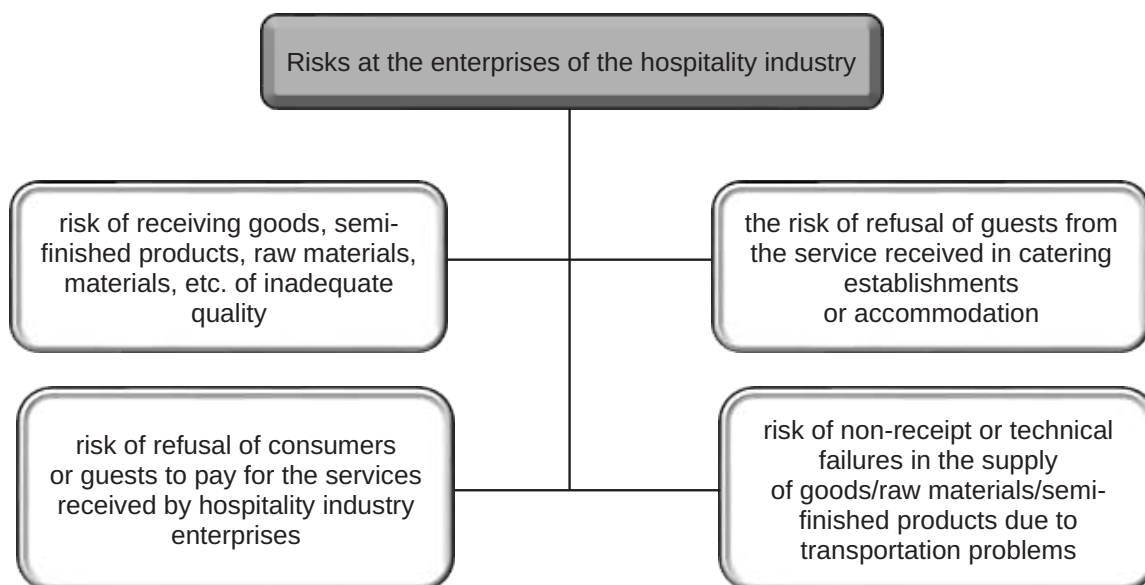 Risks at the enterprises of the hospitality industry
risk of receiving goods, semi-
finished products, raw materials,
materials, etc. of inadequate
quality
the risk of refusal of guests from
the service received in catering
establishments
or accommodation
risk of refusal of consumers
or guests to pay for the services
received by hospitality industry
enterprises
risk of non-receipt or technical
failures in the supply
of goods/raw materials/semi-
finished products due to
transportation problems